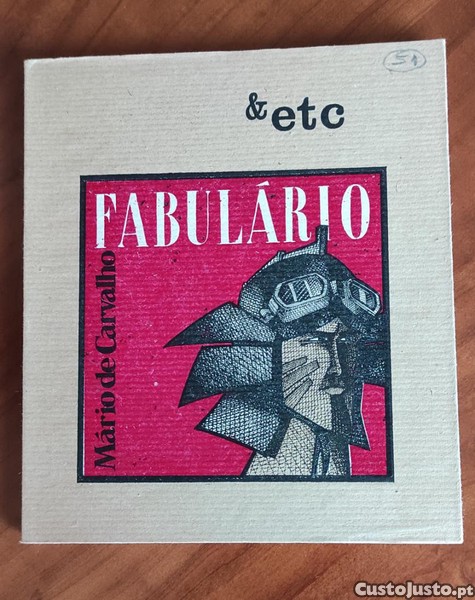 51
& etc
FABULÁRIO
Mário de Carvalho
CustoJusto.pt